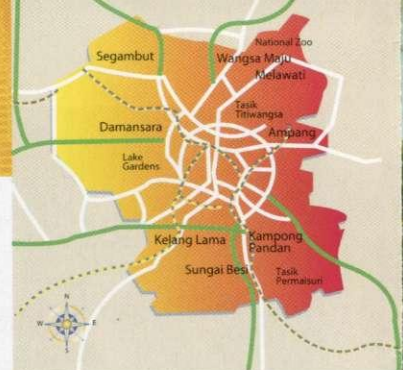 National Zoo
Segambut
Wangsa Maju
Melawati
Tasik
Titiwangsa
Damansara
Ampang
Lake
Gardens
Kelang Lama
Kampong
Pandan
Sungai Besi
Tasik
Permaisuri
N
W
E
S